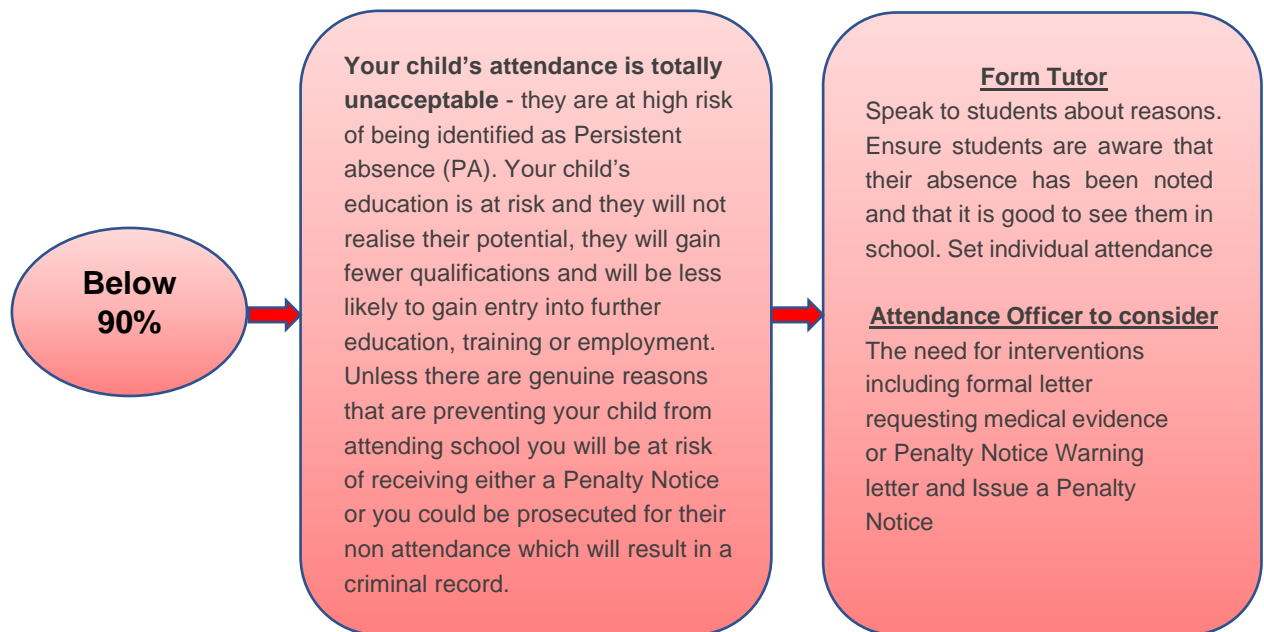 Below
90%
Your child's attendance is totally
unacceptable - they are at high risk
of being identified as Persistent
absence (PA). Your child's
education is at risk and they will not
realise their potential, they will gain
fewer qualifications and will be less
likely to gain entry into further
education, training or employment.
Unless there are genuine reasons
that are preventing your child from
attending school you will be at risk
of receiving either a Penalty Notice
or you could be prosecuted for their
non attendance which will result in a
criminal record.
Form Tutor
Speak to students about reasons.
Ensure students are aware that
their absence has been noted
and that it is good to see them in
school. Set individual attendance
Attendance Officer to consider
The need for interventions
including formal letter
requesting medical evidence
or Penalty Notice Warning
letter and Issue a Penalty
Notice